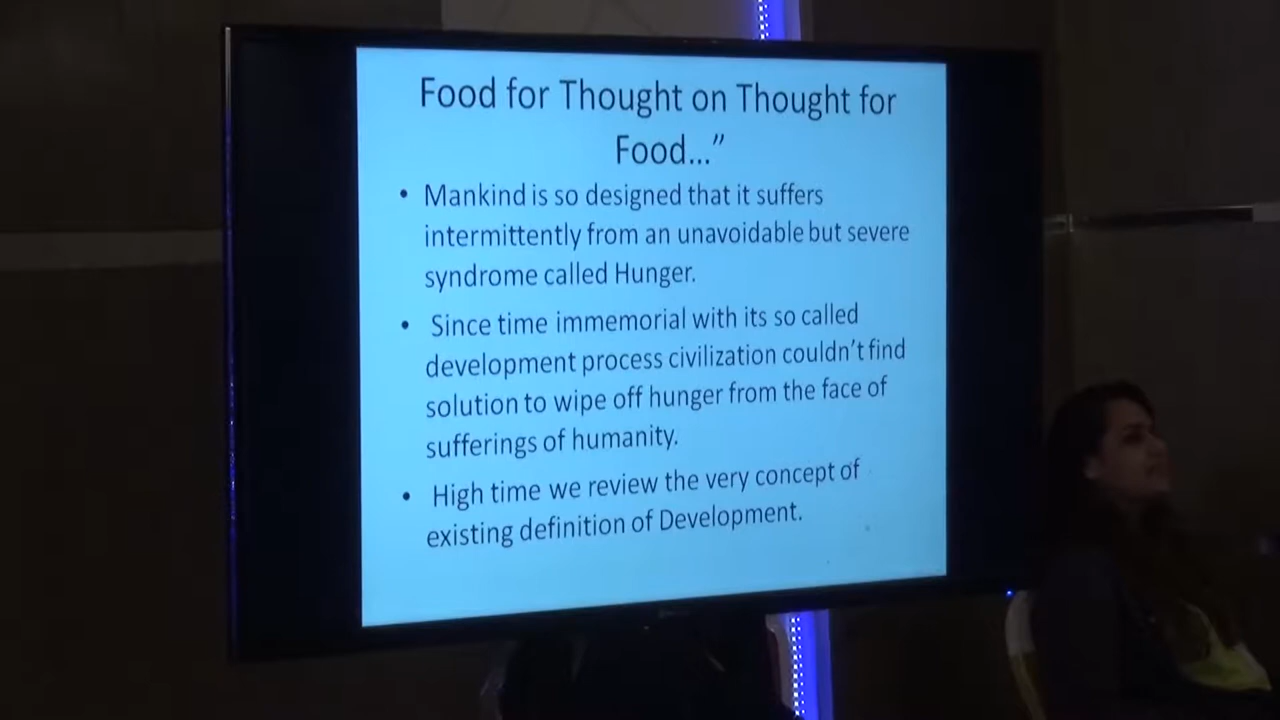 Food for Thought on Thought for
Food...”
• Mankind is so designed that it suffers
intermittently from an unavoidable but severe
syndrome called Hunger.
• Since time immemorial with its so called
development process civilization couldn’t find
solution to wipe off hunger from the face of
sufferings of humanity.
• High time we review the very concept of
existing definition of Development.